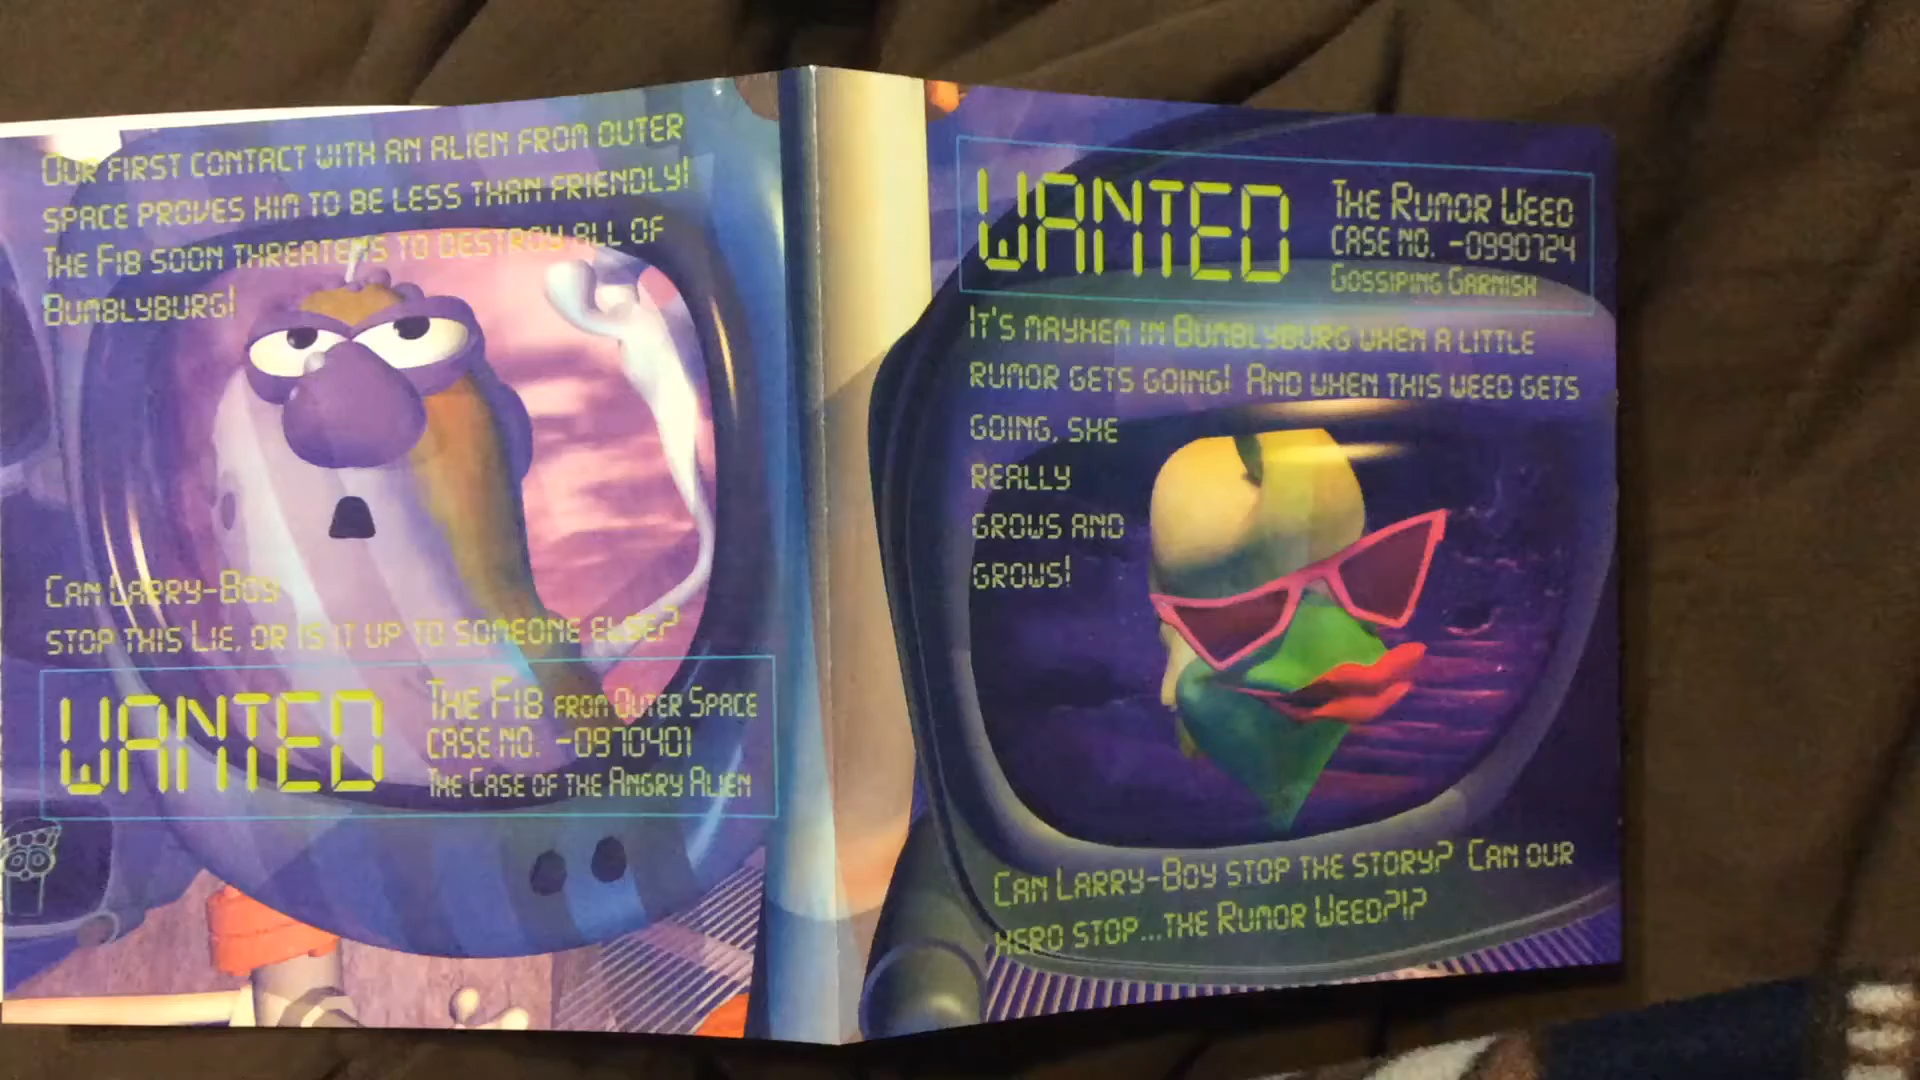 Our first contact with an alien from outer
space proves him to be less than friendly!
The Fib soon threatens to destroy all of
Bumblyburg!
Can Larry-Boy
stop this Lie, or is it up to someone else?
WANTED
The Fib from Outer Space
Case No. -0970401
The Case of the Angry Alien
WANTED
The Rumor Weed
Case No. -0990724
Gossiping Garnish
It's mayhem in Bumblyburg when a little
rumor gets going! And when this weed gets
going, she
really
grows and
grows!
Can Larry-Boy stop the story? Can our
hero stop...the Rumor Weed?!?